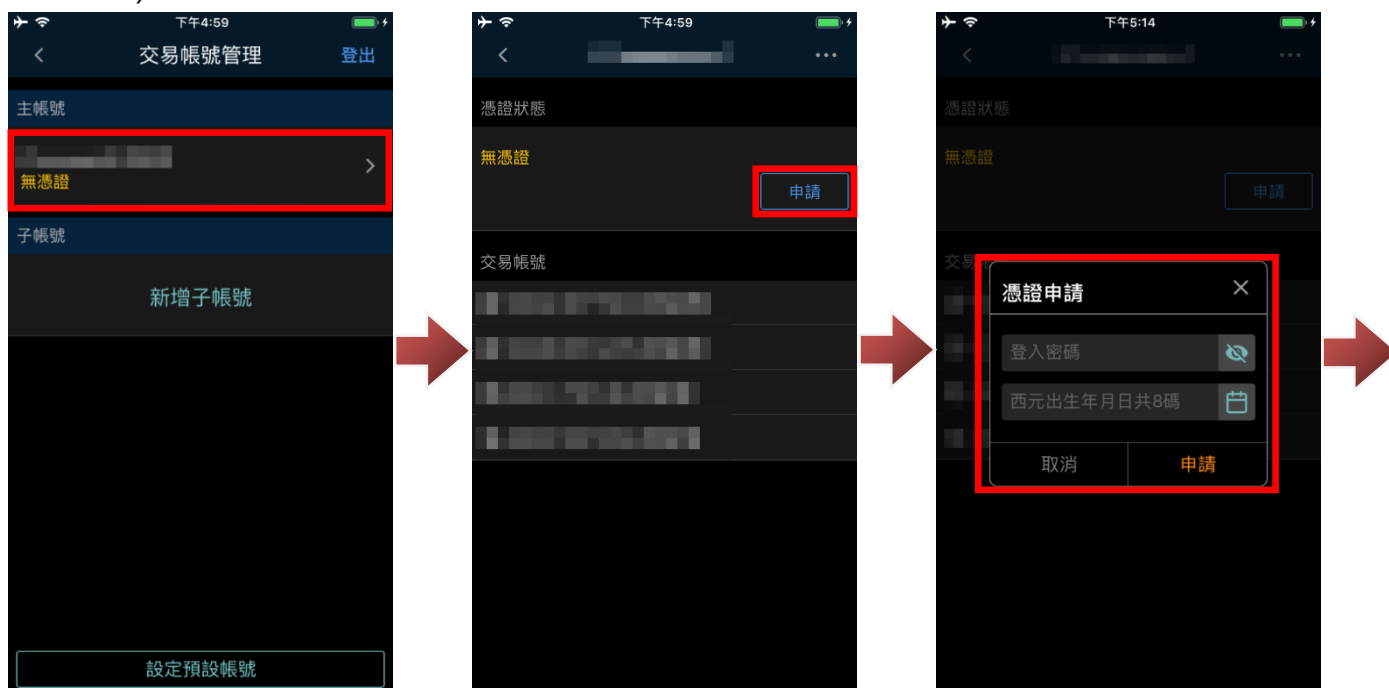 下午4:59
交易帳號管理
登出
主帳號
無憑證
子帳號
新增子帳號
設定預設帳號
下午4:59
憑證狀態
無憑證
申請
交易帳號
下午5:14
憑證狀態
無憑證
申請
交易
憑證申請
登入密碼
西元出生年月日共8碼
取消
申請